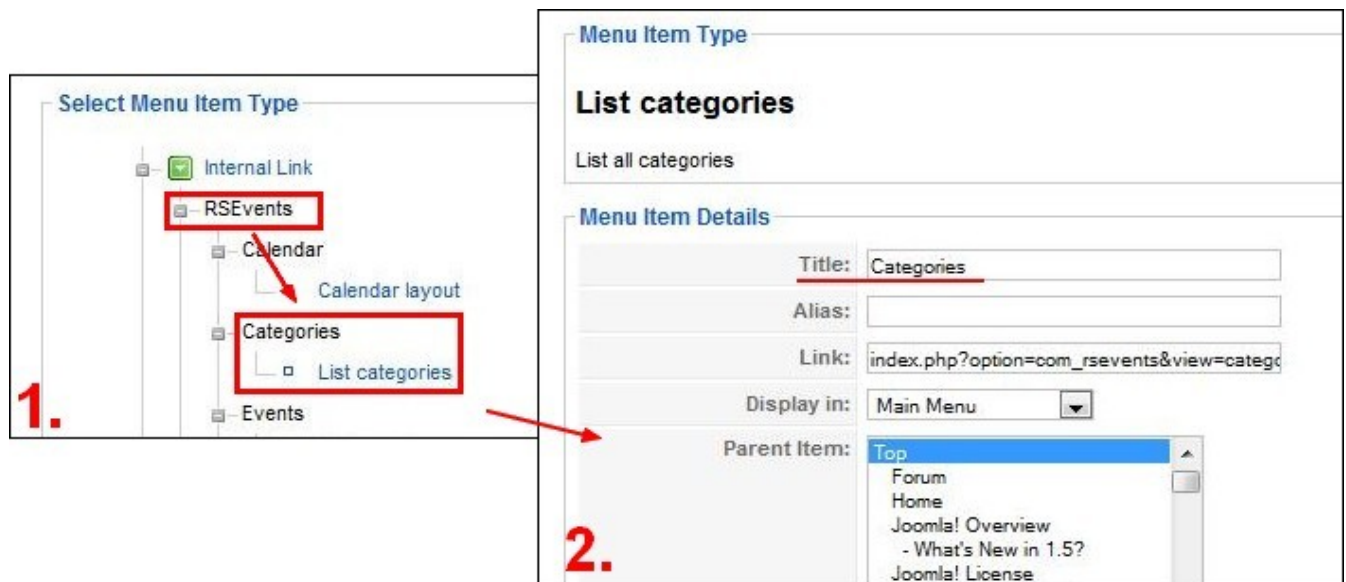 Select Menu Item Type
Internal Link
RSEvents
Calendar
Calendar layout
Categories
List categories
Events
1.
Menu Item Type
List categories
List all categories
Menu Item Details
Title: Categories
Alias:
Link: index.php?option=com_rsevents&view=catego
Display in: Main Menu
Parent Item: Top
Forum
Home
Joomla! Overview
- What's New in 1.5?
Joomla! License
2.